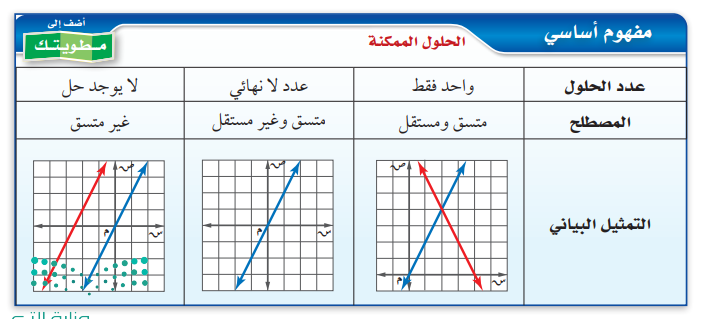 مفهوم أساسي
الحلول الممكنة
أضف إلى
مطويتك
عدد الحلول
واحد فقط
عدد لا نهائي
لا يوجد حل
المصطلح
متسق ومستقل
متسق وغير مستقل
غير متسق
التمثيل البياني
ص
س
م
ص
س
م
ص
س
م